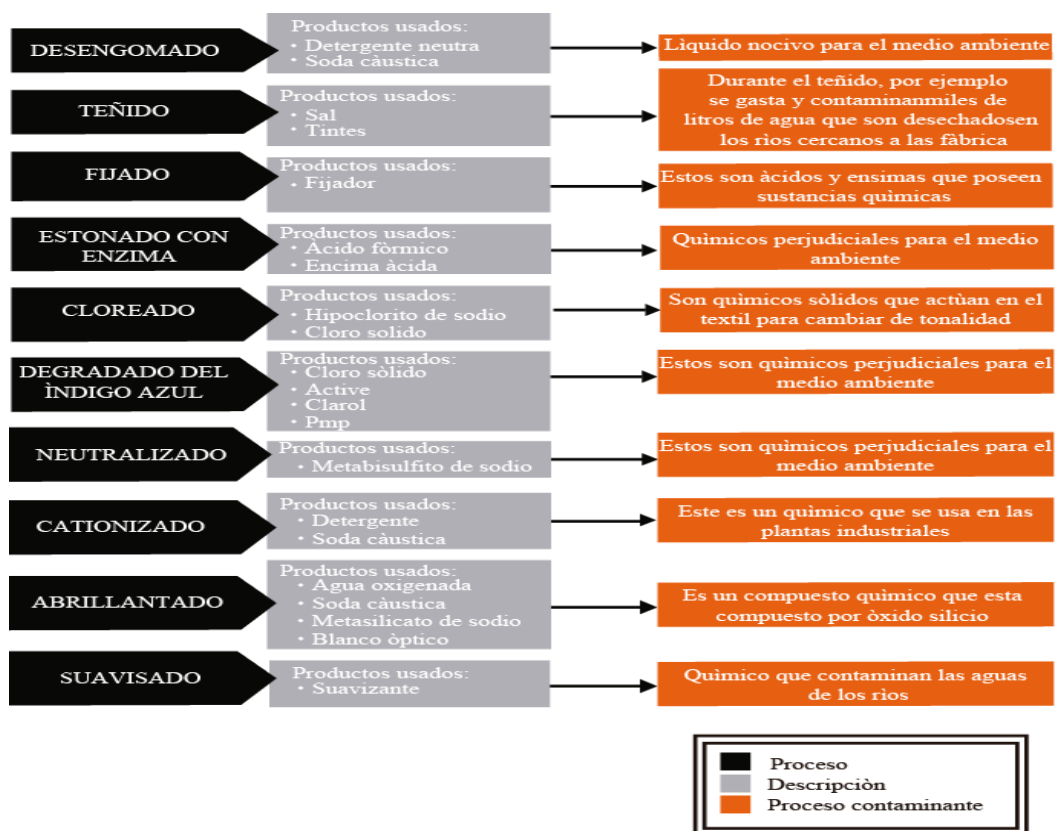 DESENGOMADO
Productos usados:
· Detergente neutra
· Soda càustica
Lìquido nocivo para el medio ambiente
TEÑIDO
Productos usados:
· Sal
· Tintes
Durante el teñido, por ejemplo
se gasta y contaminanmiles de
litros de agua que son desechadosen
los rìos cercanos a las fàbrica
FIJADO
Productos usados:
· Fijador
Estos son àcidos y ensimas que poseen
sustancias quìmicas
ESTONADO CON
ENZIMA
Productos usados:
· Àcido fòrmico
· Encima àcida
Quìmicos perjudiciales para el medio
ambiente
CLOREADO
Productos usados:
· Hipoclorito de sodio
· Cloro solido
Son quìmicos sòlidos que actùan en el
textil para cambiar de tonalidad
DEGRADADO DEL
ÌNDIGO AZUL
Productos usados:
· Cloro sòlido
· Active
· Clarol
· Pmp
Estos son quìmicos perjudiciales para el
medio ambiente
NEUTRALIZADO
Productos usados:
· Metabisulfito de sodio
Estos son quìmicos perjudiciales para el
medio ambiente
CATIONIZADO
Productos usados:
· Detergente
· Soda càustica
Este es un quìmico que se usa en las
plantas industriales
ABRILLANTADO
Productos usados:
· Agua oxigenada
· Soda càustica
· Metasilicato de sodio
· Blanco òptico
Es un compuesto quìmico que esta
compuesto por òxido silicio
SUAVISADO
Productos usados:
· Suavizante
Quìmico que contaminan las aguas
de los rìos
Proceso
Descripciòn
Proceso contaminante